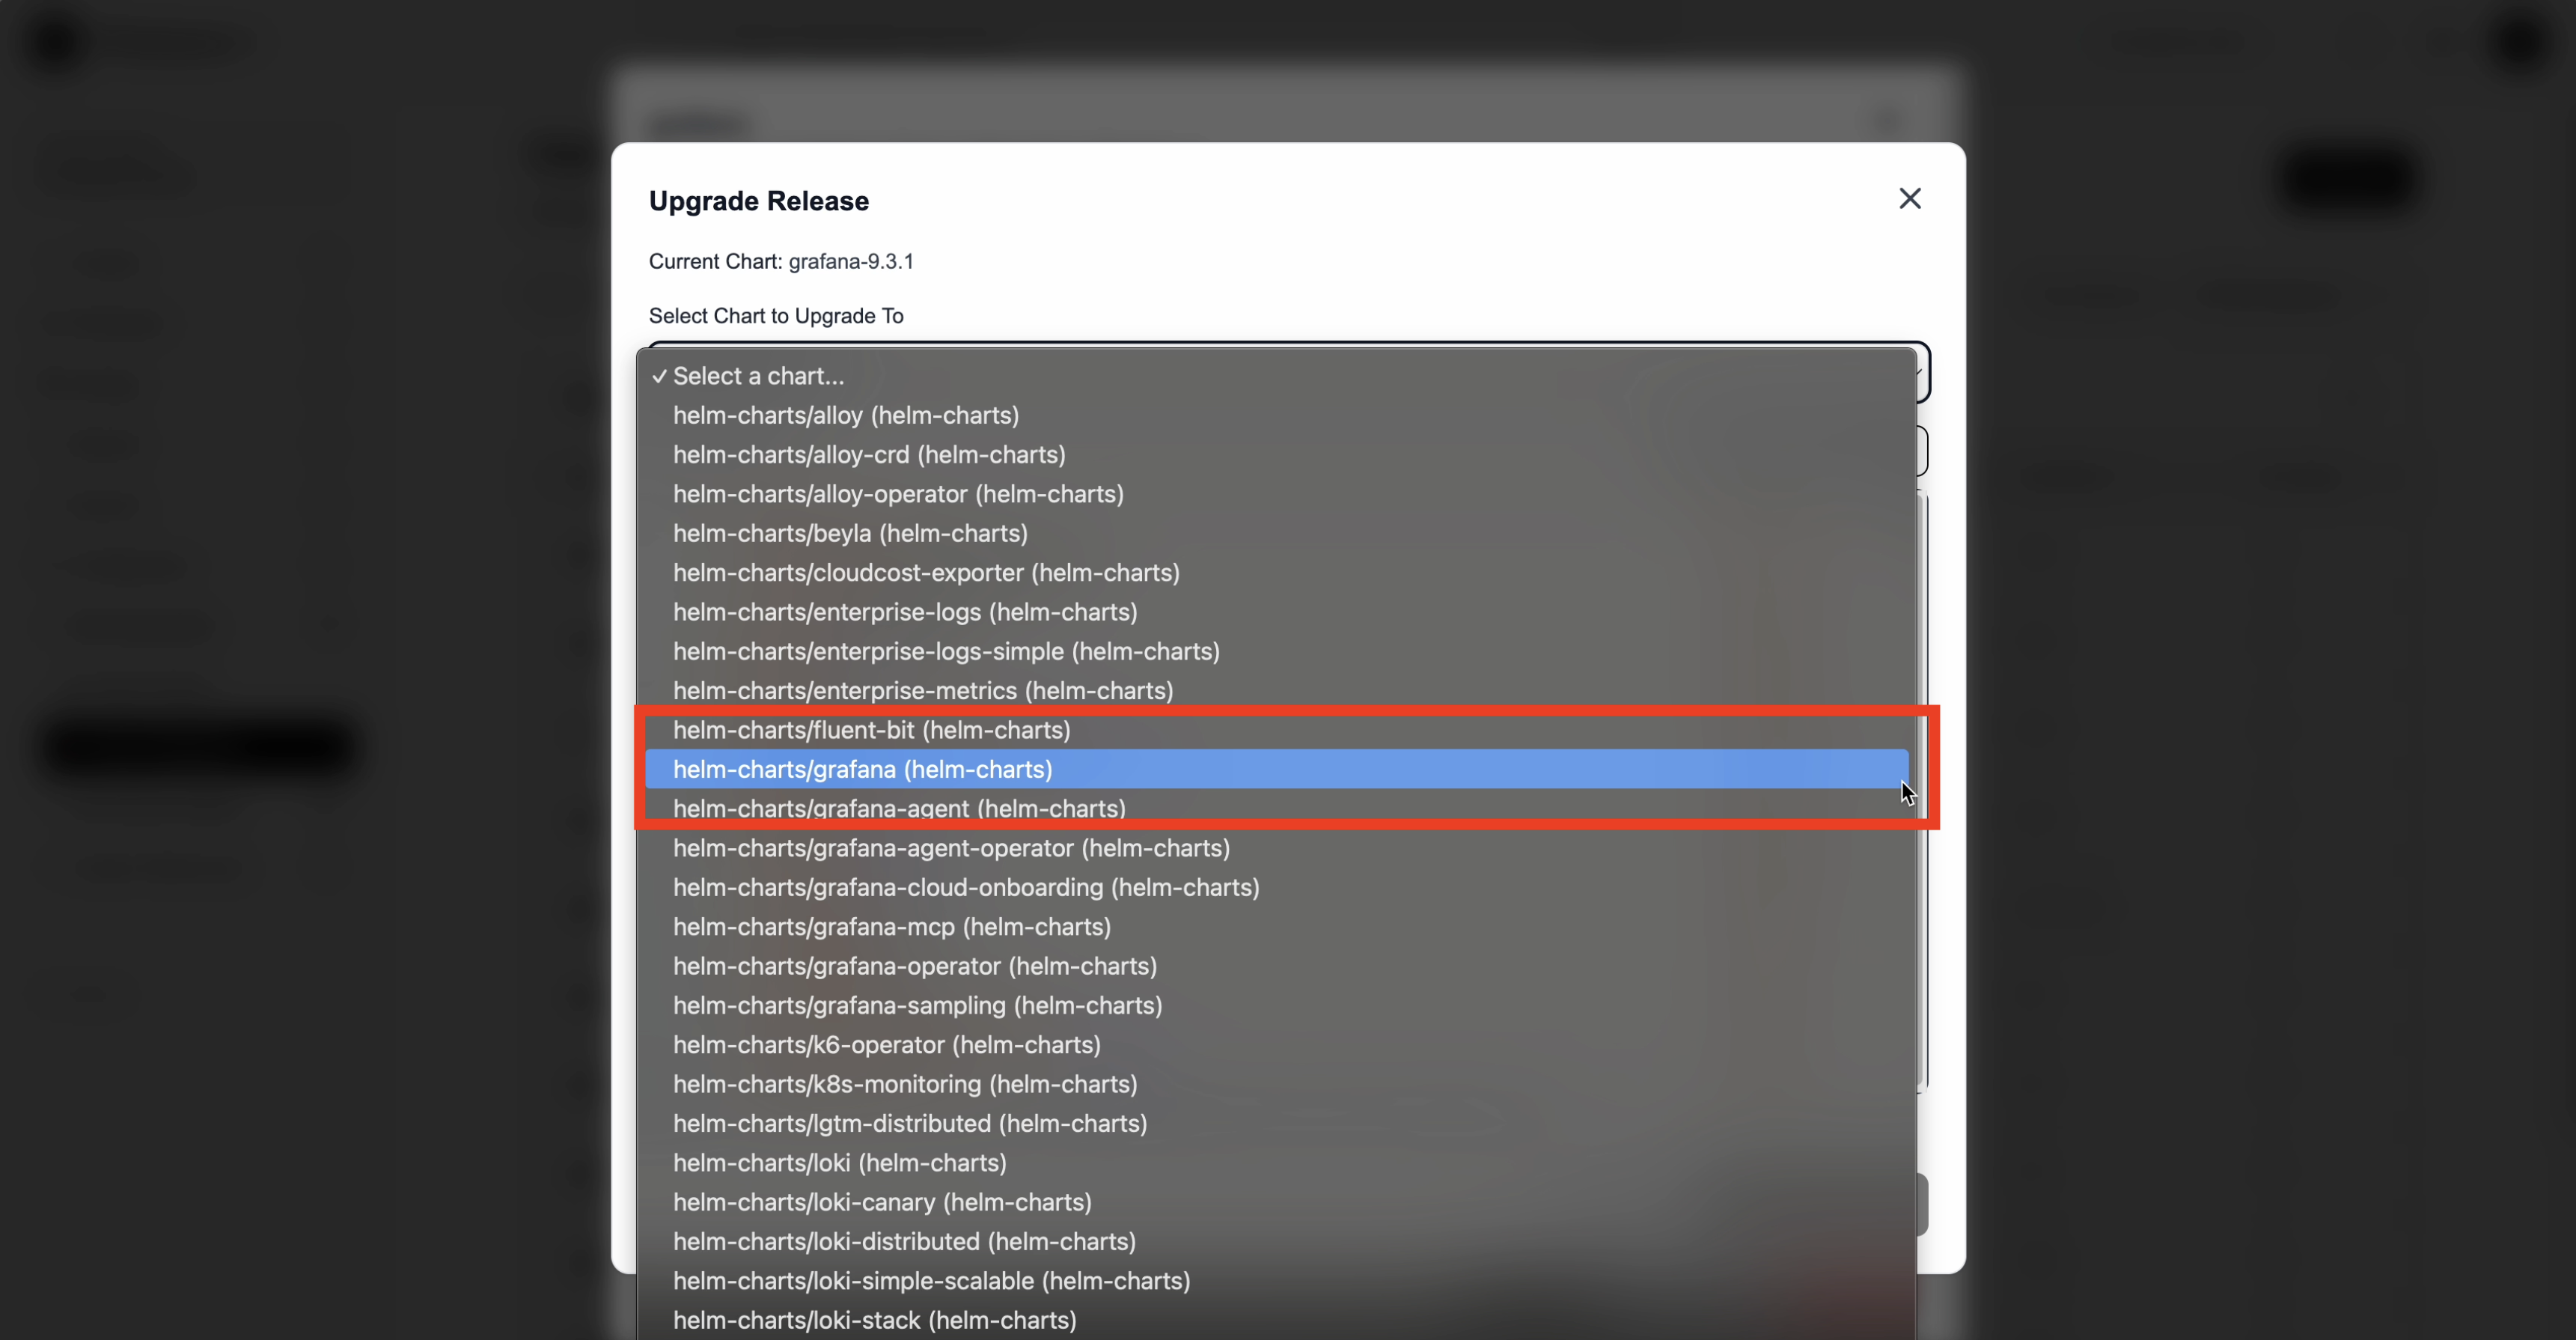 Upgrade Release
Current Chart: grafana-9.3.1
Select Chart to Upgrade To
✓ Select a chart...
helm-charts/alloy (helm-charts)
helm-charts/alloy-crd (helm-charts)
helm-charts/alloy-operator (helm-charts)
helm-charts/beyla (helm-charts)
helm-charts/cloudcost-exporter (helm-charts)
helm-charts/enterprise-logs (helm-charts)
helm-charts/enterprise-logs-simple (helm-charts)
helm-charts/enterprise-metrics (helm-charts)
helm-charts/fluent-bit (helm-charts)
helm-charts/grafana (helm-charts)
helm-charts/grafana-agent (helm-charts)
helm-charts/grafana-agent-operator (helm-charts)
helm-charts/grafana-cloud-onboarding (helm-charts)
helm-charts/grafana-mcp (helm-charts)
helm-charts/grafana-operator (helm-charts)
helm-charts/grafana-sampling (helm-charts)
helm-charts/k6-operator (helm-charts)
helm-charts/k8s-monitoring (helm-charts)
helm-charts/lgtm-distributed (helm-charts)
helm-charts/loki (helm-charts)
helm-charts/loki-canary (helm-charts)
helm-charts/loki-distributed (helm-charts)
helm-charts/loki-simple-scalable (helm-charts)
helm-charts/loki-stack (helm-charts)